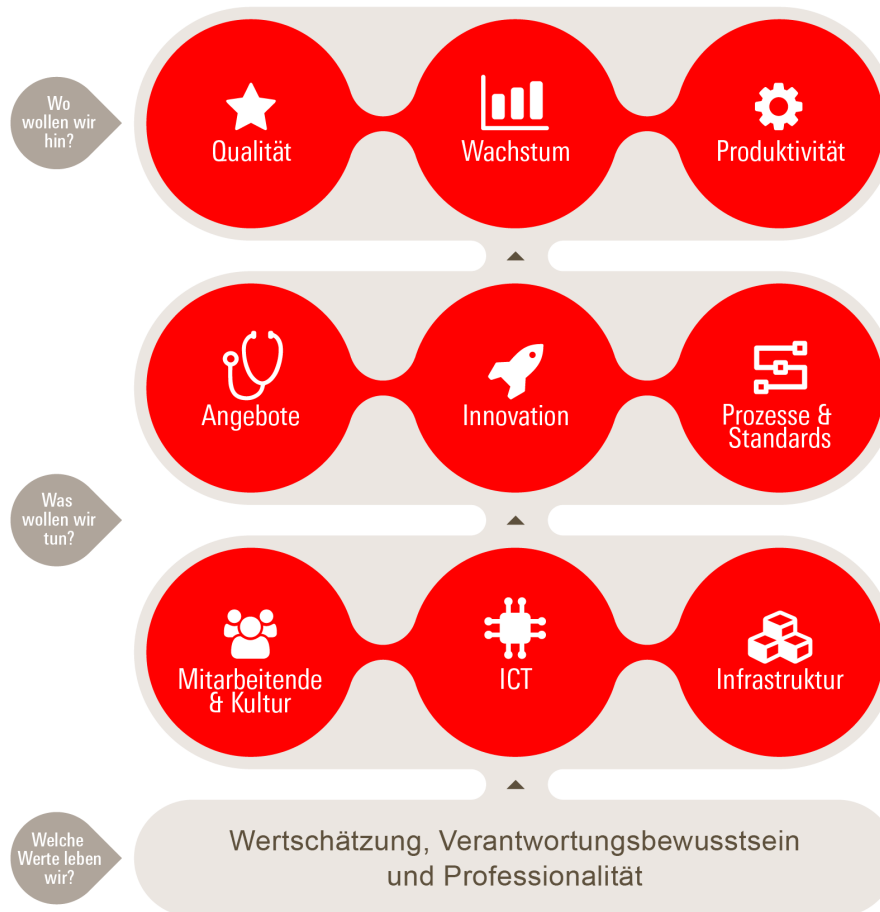 Wo
wollen wir
hin?
Qualität
Wachstum
Produktivität
Angebote
Innovation
Prozesse &
Standards
Was
wollen wir
tun?
Mitarbeitende
& Kultur
ICT
Infrastruktur
Welche
Werte leben
wir?
Wertschätzung, Verantwortungsbewusstsein
und Professionalität